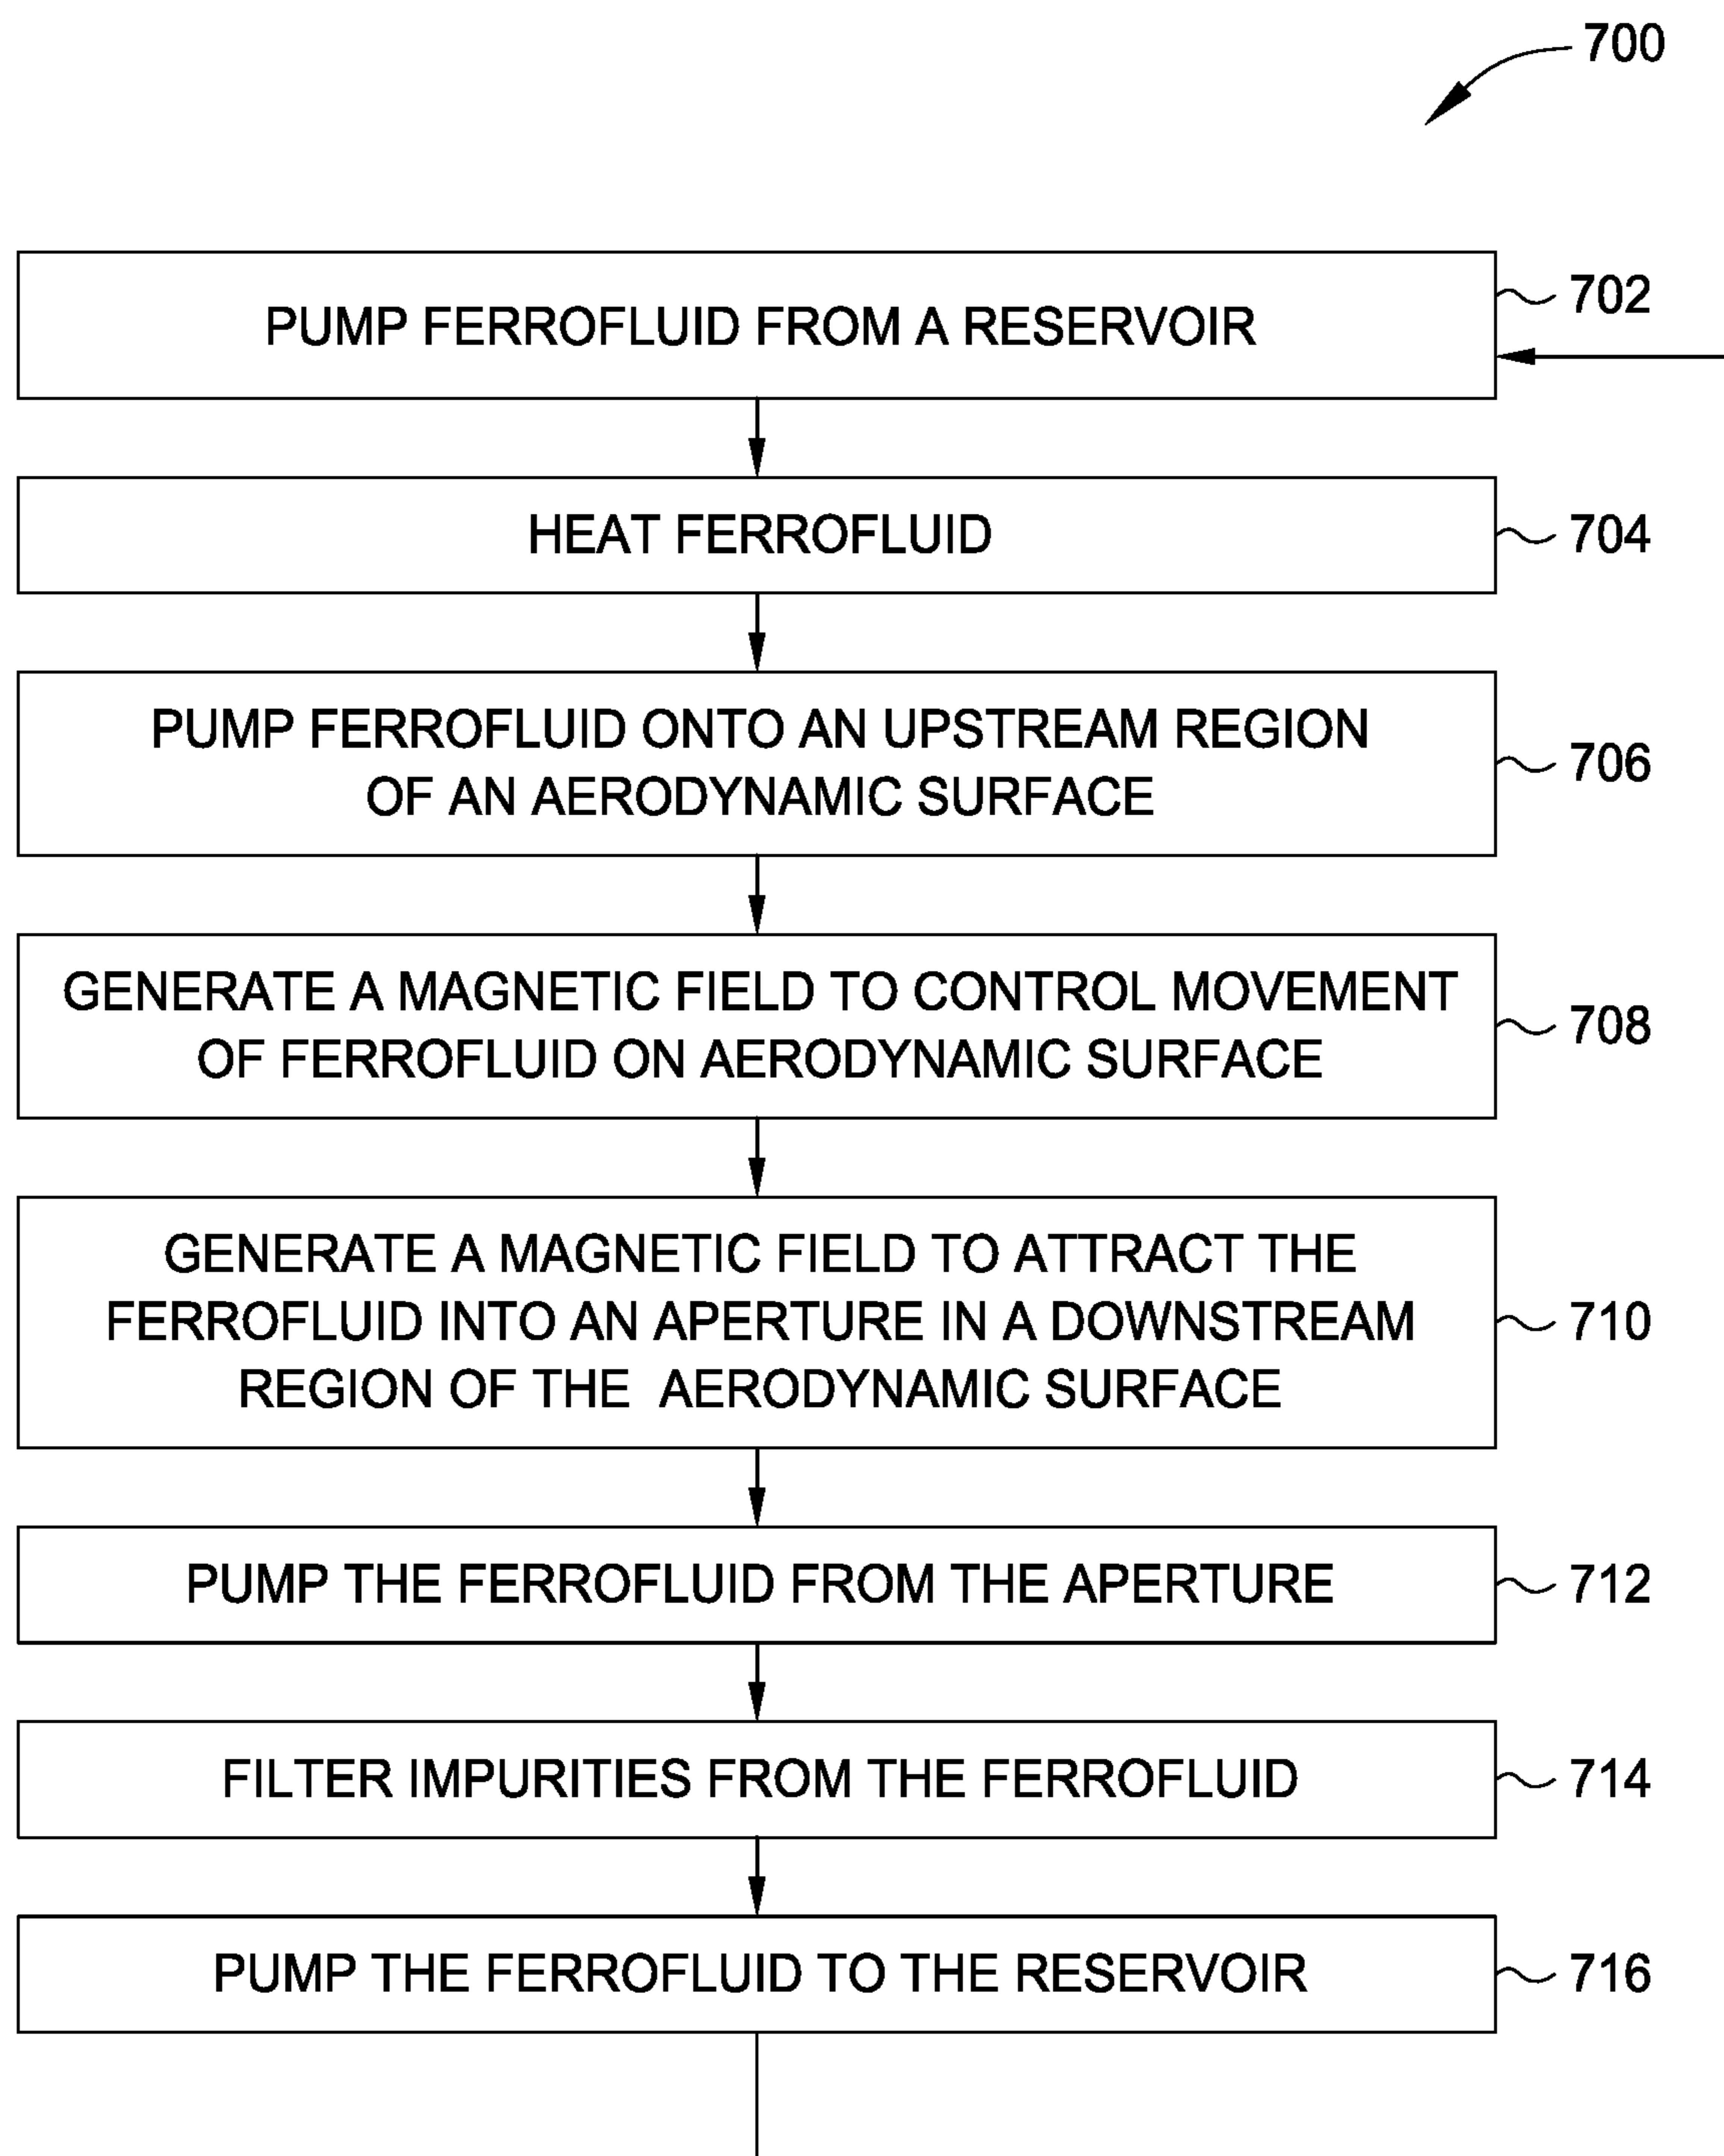 700
PUMP FERROFLUID FROM A RESERVOIR
702
HEAT FERROFLUID
704
PUMP FERROFLUID ONTO AN UPSTREAM REGION
OF AN AERODYNAMIC SURFACE
706
GENERATE A MAGNETIC FIELD TO CONTROL MOVEMENT
OF FERROFLUID ON AERODYNAMIC SURFACE
708
GENERATE A MAGNETIC FIELD TO ATTRACT THE
FERROFLUID INTO AN APERTURE IN A DOWNSTREAM
REGION OF THE AERODYNAMIC SURFACE
710
PUMP THE FERROFLUID FROM THE APERTURE
712
FILTER IMPURITIES FROM THE FERROFLUID
714
PUMP THE FERROFLUID TO THE RESERVOIR
716